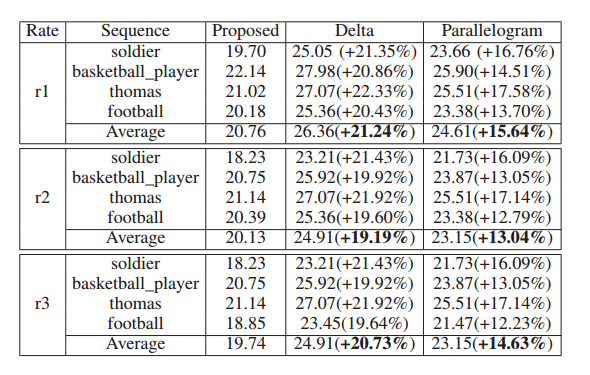 Rate Sequence Proposed Delta Parallelogram
soldier 19.70 25.05 (+21.35%) 23.66 (+16.76%)
basketball_player 22.14 27.98(+20.86%) 25.90(+14.51%)
r1 thomas 21.02 27.07(+22.33%) 25.51(+17.58%)
football 20.18 25.36(+20.43%) 23.38(+13.70%)
Average 20.76 26.36(+21.24%) 24.61(+15.64%)
soldier 18.23 23.21(+21.43%) 21.73(+16.09%)
basketball_player 20.75 25.92(+19.92%) 23.87(+13.05%)
r2 thomas 21.14 27.07(+21.92%) 25.51(+17.14%)
football 20.39 25.36(+19.60%) 23.38(+12.79%)
Average 20.13 24.91(+19.19%) 23.15(+13.04%)
soldier 18.23 23.21(+21.43%) 21.73(+16.09%)
basketball_player 20.75 25.92(+19.92%) 23.87(+13.05%)
r3 thomas 21.14 27.07(+21.92%) 25.51(+17.14%)
football 18.85 23.45(19.64%) 21.47(+12.23%)
Average 19.74 24.91(+20.73%) 23.15(+14.63%)